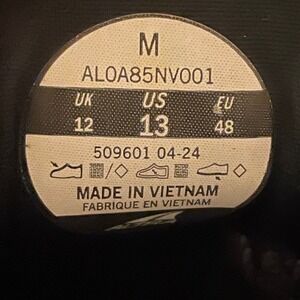 M
ALOA85NV001
UK US EU
12 13 48
509601 04-24
MADE IN VIETNAM
FABRIQUE EN VIETNAM